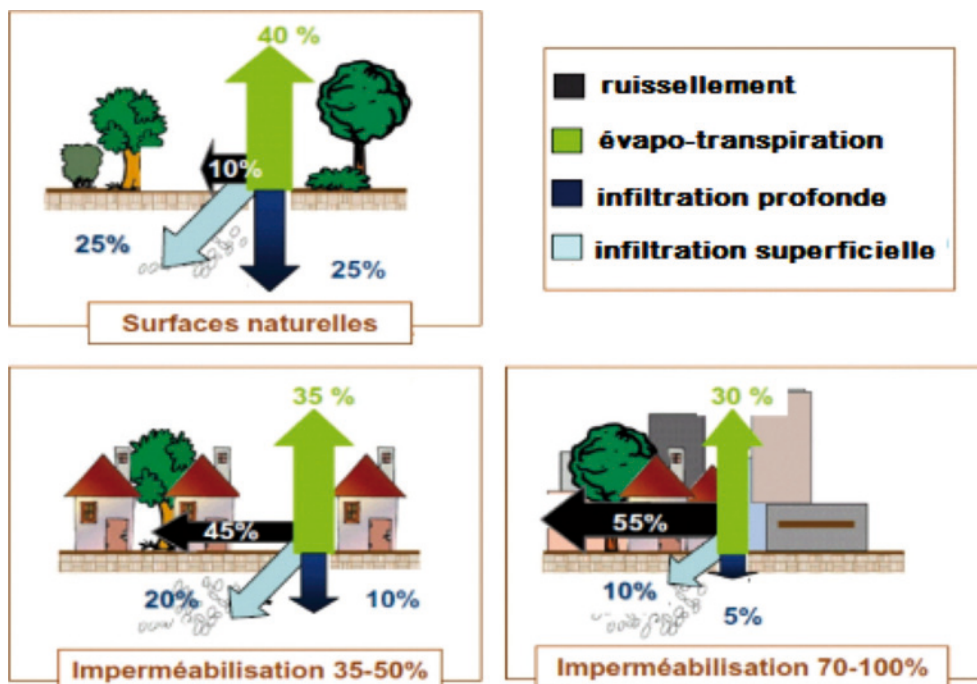 40 %
10%
25%
25%
Surfaces naturelles
ruissellement
évapo-transpiration
infiltration profonde
infiltration superficielle
35 %
45%
20%
10%
Imperméabilisation 35-50%
30 %
55%
10%
5%
Imperméabilisation 70-100%